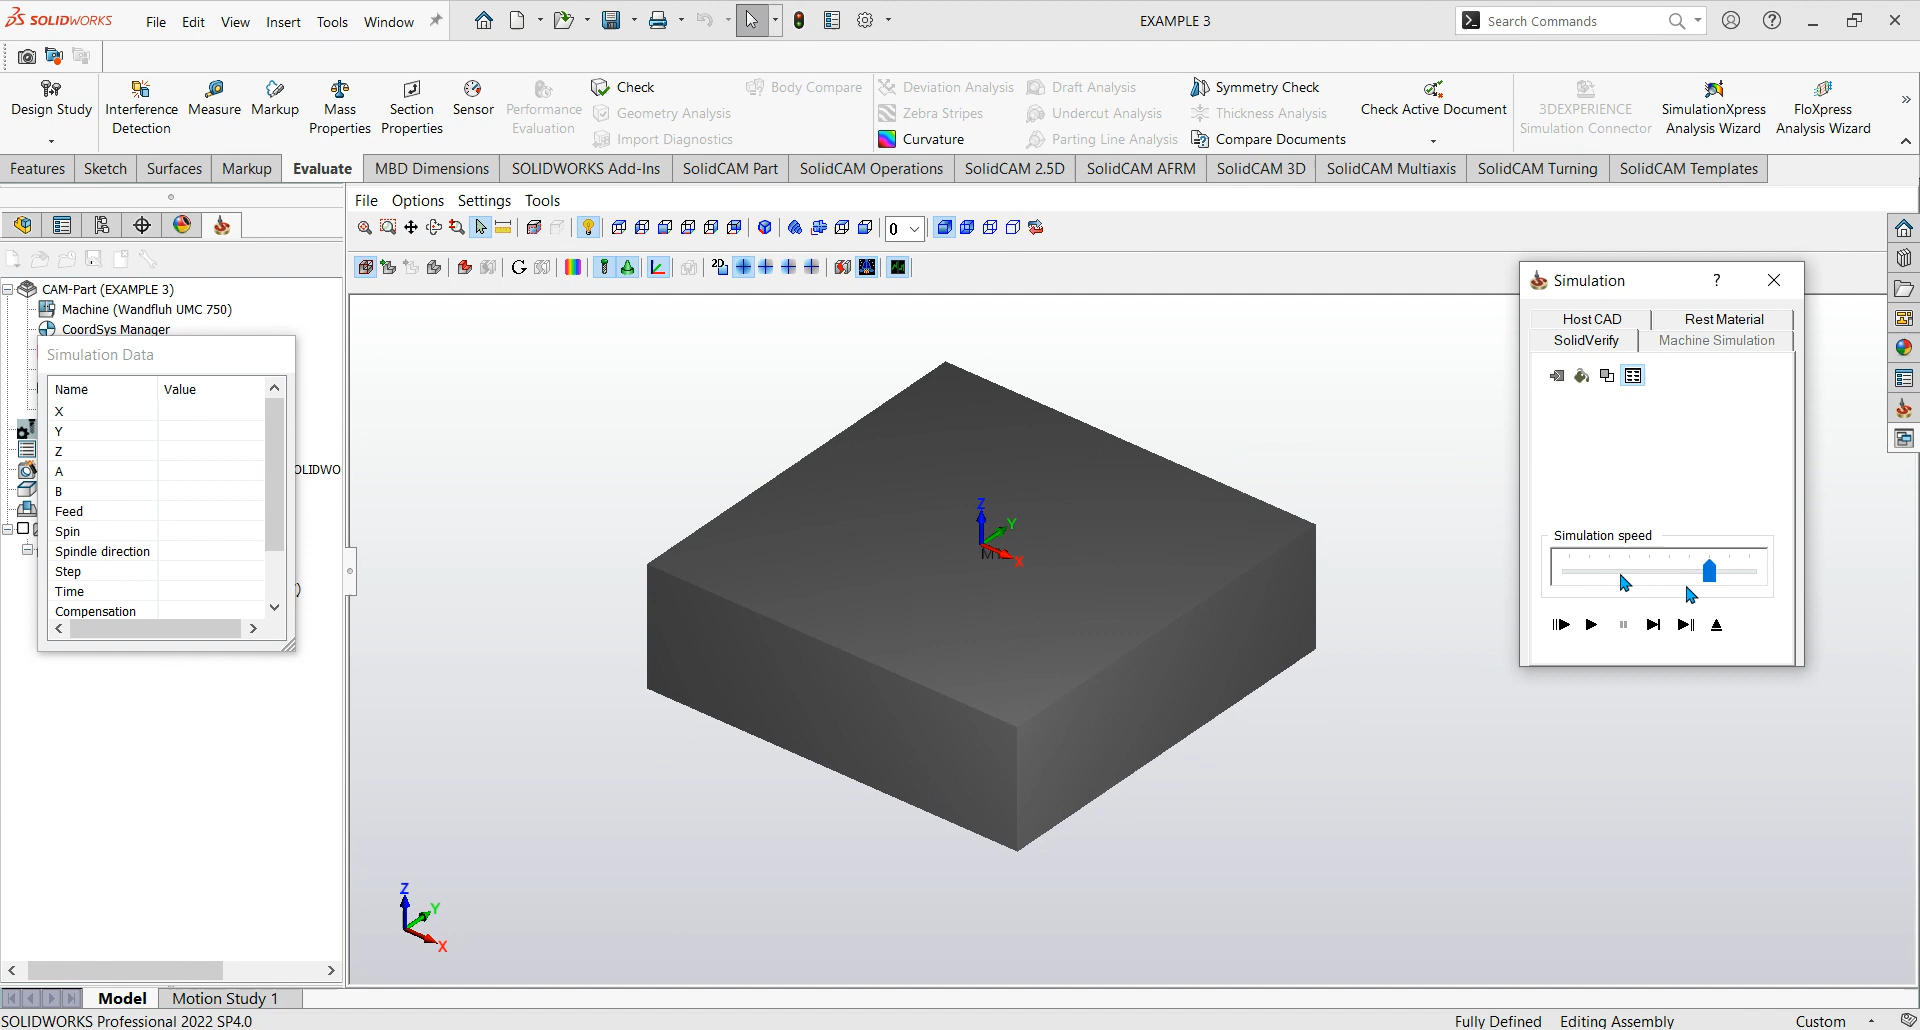 SOLIDWORKS File Edit View Insert Tools Window EXAMPLE 3 Search Commands
Design Study Interference Detection Measure Markup Mass Properties Section Properties Sensor Performance Evaluation
Check Body Compare
Geometry Analysis
Import Diagnostics
Deviation Analysis Draft Analysis Symmetry Check
Zebra Stripes Undercut Analysis Thickness Analysis
Curvature Parting Line Analysis Compare Documents
Check Active Document 3DEXPERIENCE Simulation Connector SimulationXpress Analysis Wizard FloXpress Analysis Wizard
Features Sketch Surfaces Markup Evaluate MBD Dimensions SOLIDWORKS Add-Ins SolidCAM Part SolidCAM Operations SolidCAM 2.5D SolidCAM AFRM SolidCAM 3D SolidCAM Multiaxis SolidCAM Turning SolidCAM Templates
File Options Settings Tools
0
2D
CAM-Part (EXAMPLE 3)
Machine (Wandfluh UMC 750)
CoordSys Manager
Simulation Data
Name Value
X
Y
Z
A
B
Feed
Spin
Spindle direction
Step
Time
Compensation
OLIDWO
)
Z
Y
X
Z
Y
X
Simulation ?
Host CAD Rest Material
SolidVerify Machine Simulation
Simulation speed
Model Motion Study 1
SOLIDWORKS Professional 2022 SP4.0 Fully Defined Editing Assembly Custom